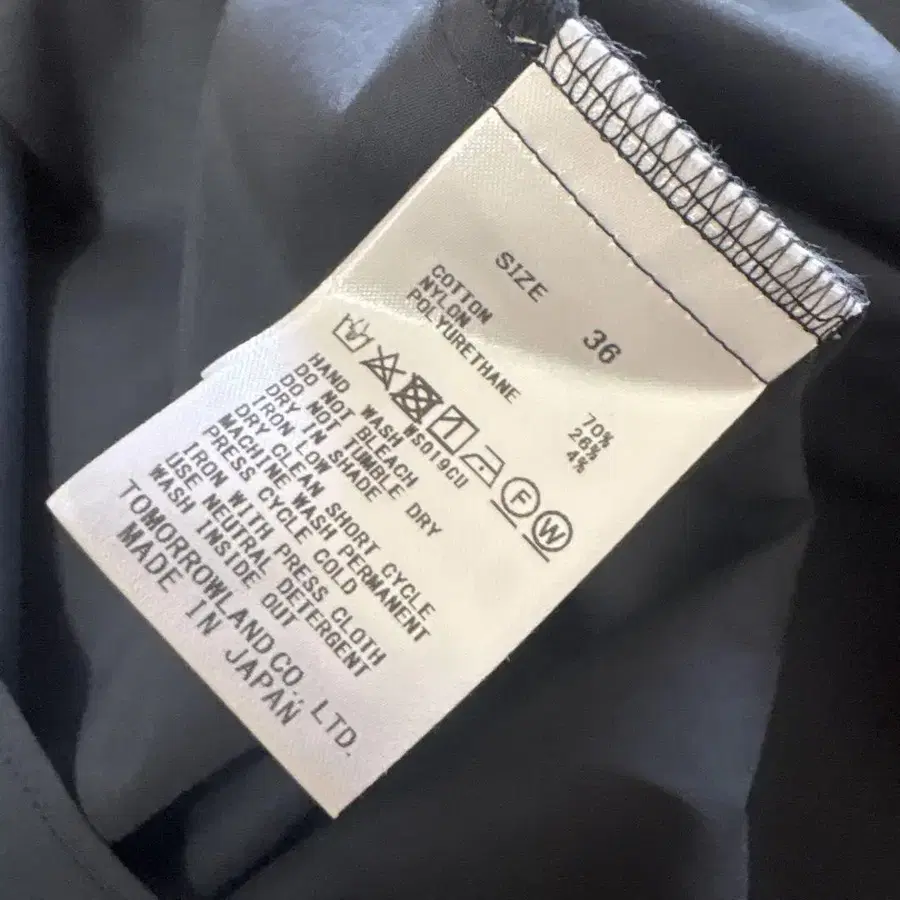 SIZE 36
COTTON 70%
NYLON 26%
POLYURETHANE 4%
F W
WS019CU
HAND WASH
DO NOT BLEACH
DO NOT TUMBLE DRY
DRY IN SHADE
IRON LOW
DRY CLEAN SHORT CYCLE
MACHINE WASH PERMANENT
PRESS CYCLE COLD
IRON WITH PRESS CLOTH
USE NEUTRAL DETERGENT
WASH INSIDE OUT
TOMORROWLAND CO., LTD.
MADE IN JAPAN